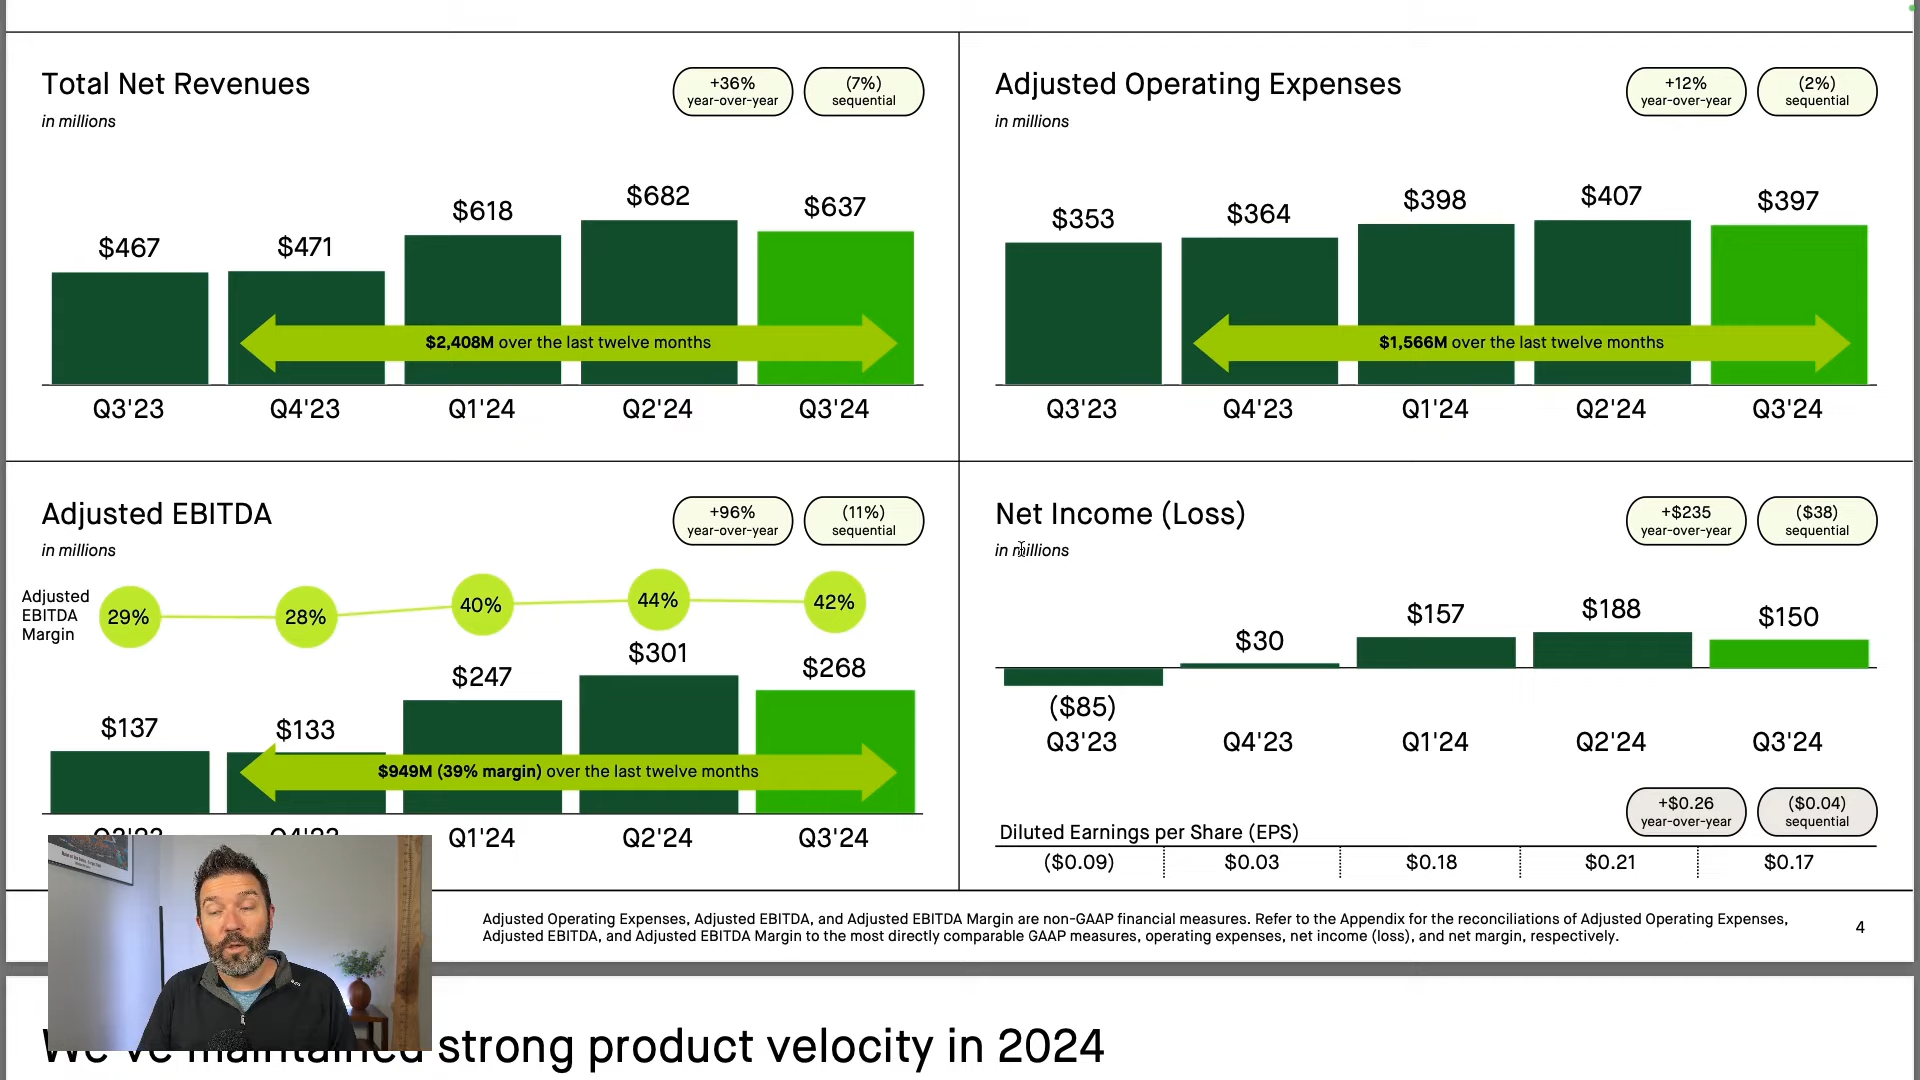 Total Net Revenues
in millions
+36%
year-over-year
(7%)
sequential
$467
$471
$618
$682
$637
$2,408M over the last twelve months
Q3'23
Q4'23
Q1'24
Q2'24
Q3'24
Adjusted Operating Expenses
in millions
+12%
year-over-year
(2%)
sequential
$353
$364
$398
$407
$397
$1,566M over the last twelve months
Q3'23
Q4'23
Q1'24
Q2'24
Q3'24
Adjusted EBITDA
in millions
+96%
year-over-year
(11%)
sequential
Adjusted
EBITDA
Margin
29%
28%
40%
44%
42%
$137
$133
$247
$301
$268
$949M (39% margin) over the last twelve months
Q1'24
Q2'24
Q3'24
Net Income (Loss)
in millions
+$235
year-over-year
($38)
sequential
($85)
$30
$157
$188
$150
Q3'23
Q4'23
Q1'24
Q2'24
Q3'24
+$0.26
year-over-year
($0.04)
sequential
Diluted Earnings per Share (EPS)
($0.09)
$0.03
$0.18
$0.21
$0.17
Adjusted Operating Expenses, Adjusted EBITDA, and Adjusted EBITDA Margin are non-GAAP financial measures. Refer to the Appendix for the reconciliations of Adjusted Operating Expenses,
Adjusted EBITDA, and Adjusted EBITDA Margin to the most directly comparable GAAP measures, operating expenses, net income (loss), and net margin, respectively.
4
We've maintained strong product velocity in 2024